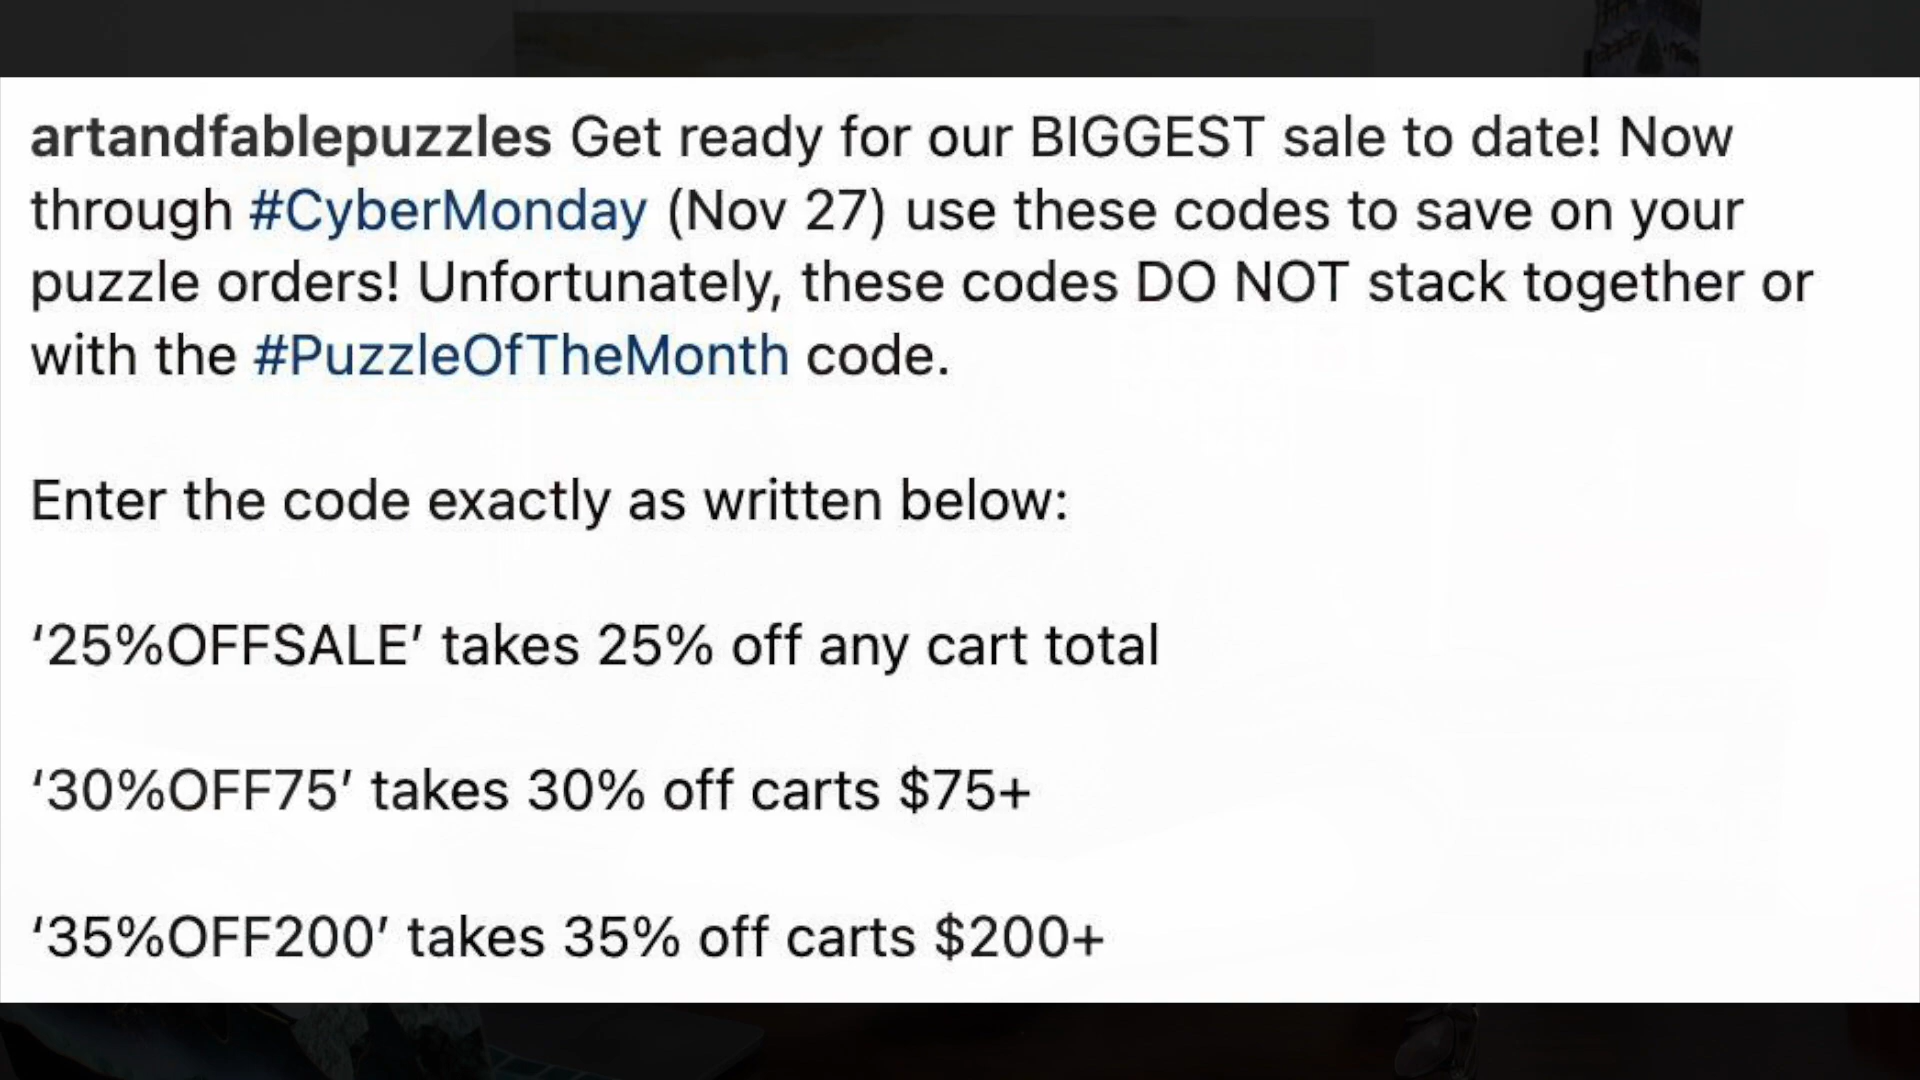 artandfablepuzzles Get ready for our BIGGEST sale to date! Now
through #CyberMonday (Nov 27) use these codes to save on your
puzzle orders! Unfortunately, these codes DO NOT stack together or
with the #PuzzleOfTheMonth code.
Enter the code exactly as written below:
‘25%OFFSALE’ takes 25% off any cart total
‘30%OFF75’ takes 30% off carts $75+
‘35%OFF200’ takes 35% off carts $200+